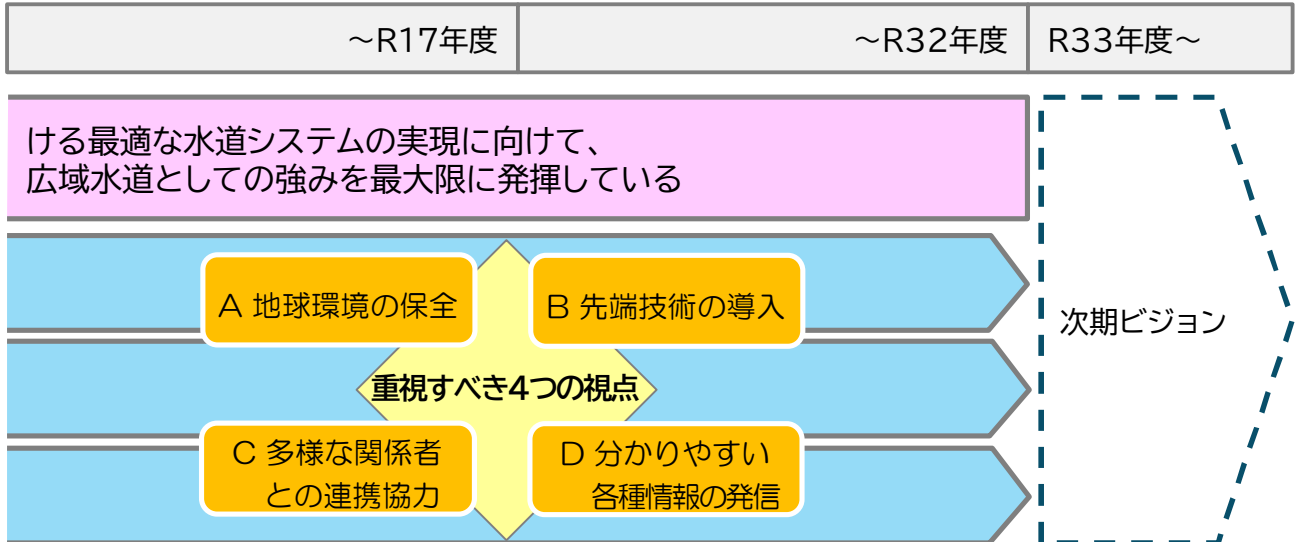 ～R17年度
～R32年度
R33年度～
ける最適な水道システムの実現に向けて、
広域水道としての強みを最大限に発揮している
A 地球環境の保全
B 先端技術の導入
次期ビジョン
重視すべき4つの視点
C 多様な関係者
との連携協力
D 分かりやすい
各種情報の発信